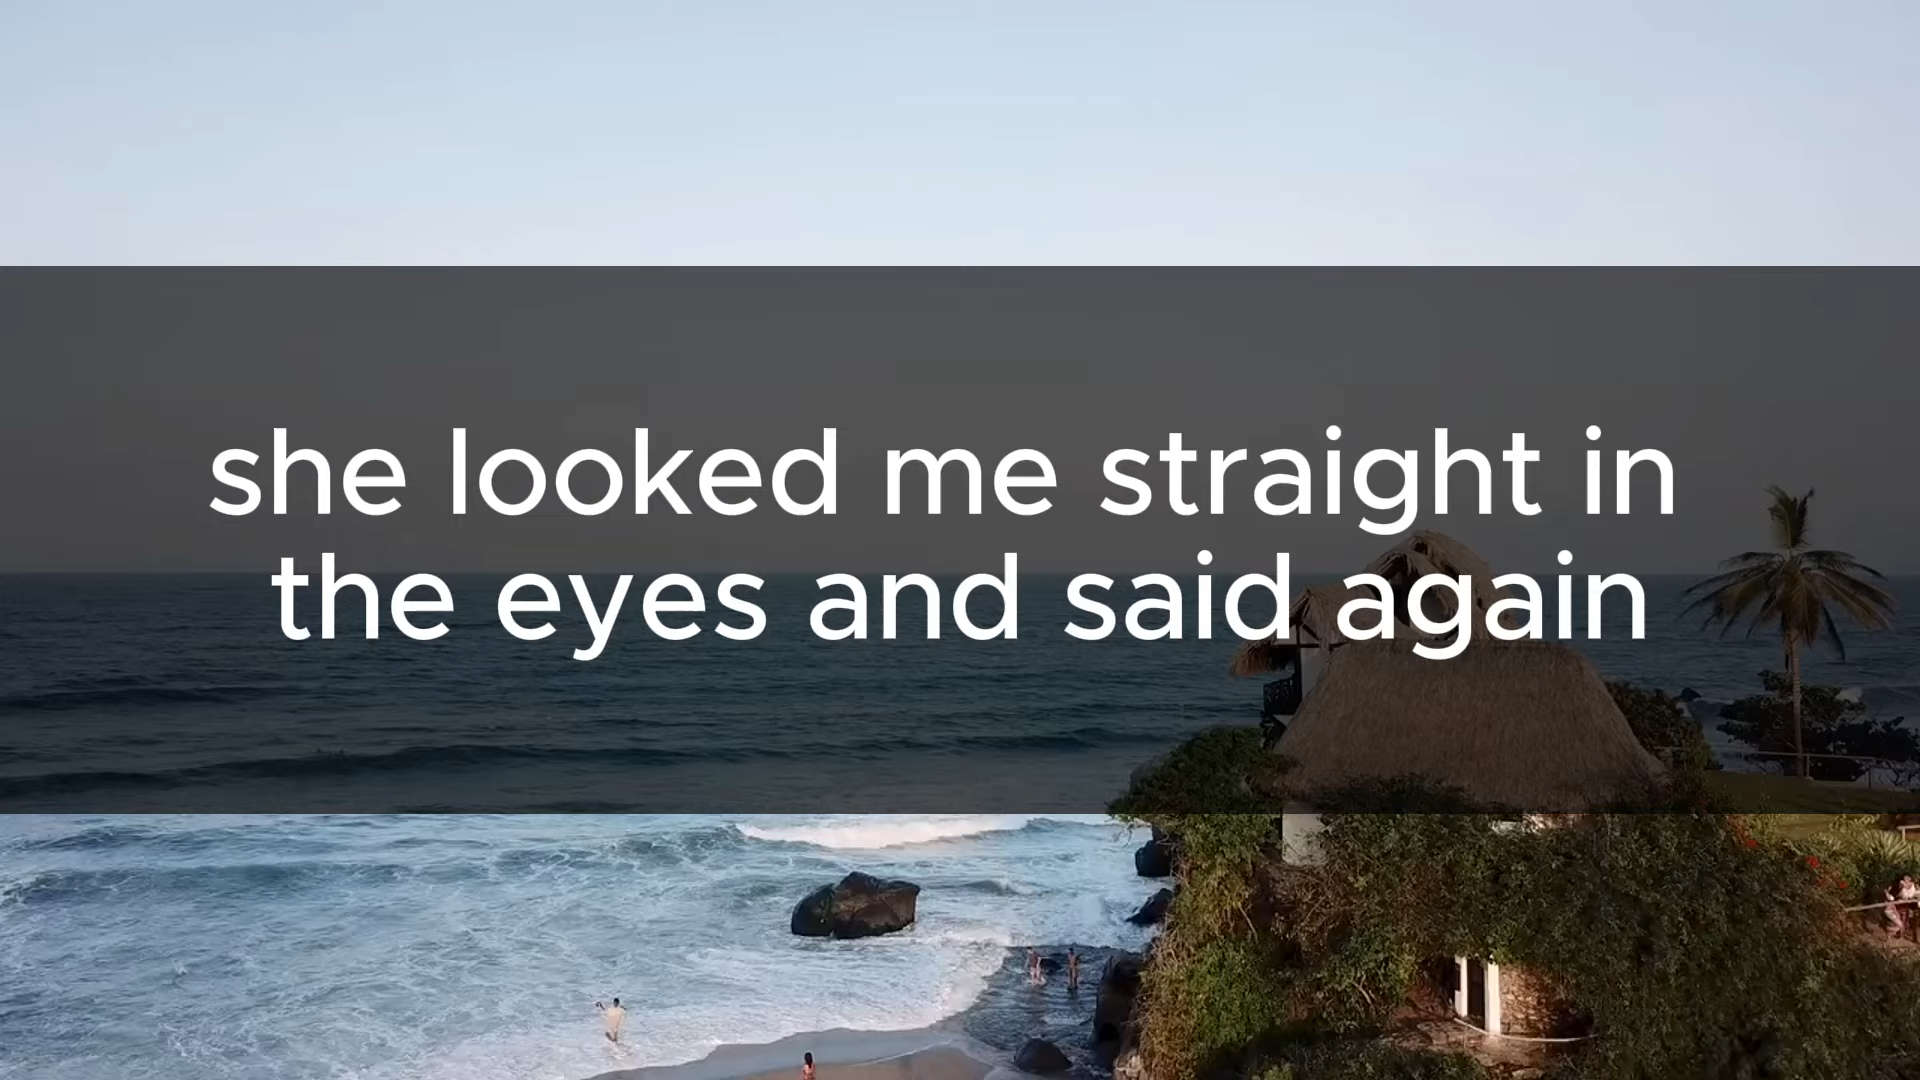 she looked me straight in
the eyes and said again